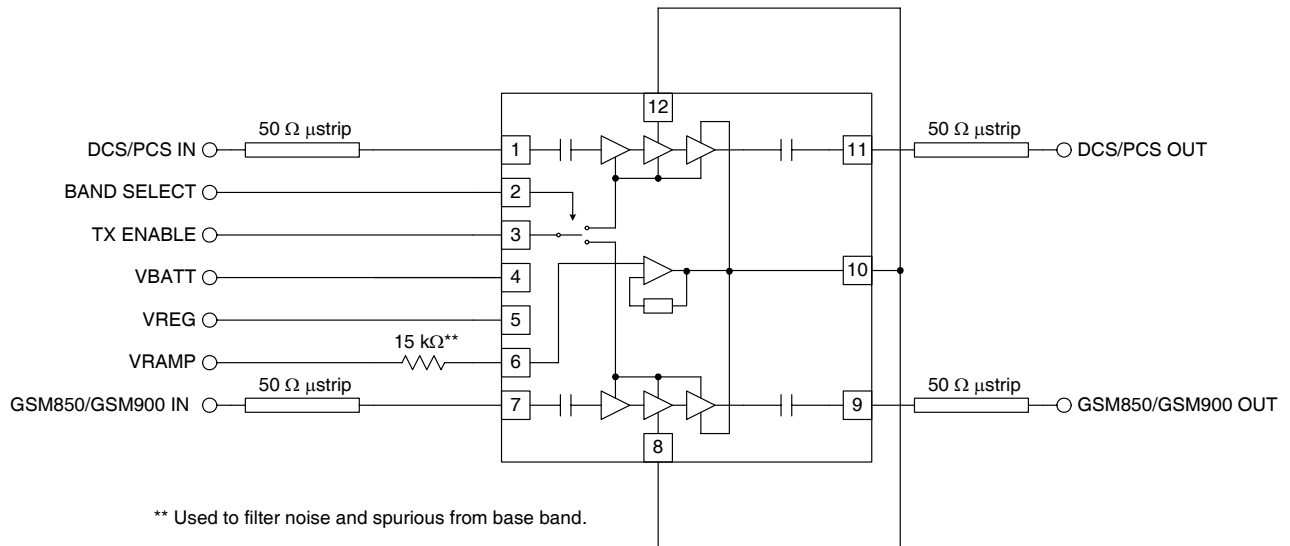 12
50 Ω μstrip
50 Ω μstrip
DCS/PCS IN
1
11
DCS/PCS OUT
BAND SELECT
2
TX ENABLE
3
VBATT
4
10
VREG
5
15 kΩ**
VRAMP
6
50 Ω μstrip
50 Ω μstrip
GSM850/GSM900 IN
7
9
GSM850/GSM900 OUT
8
** Used to filter noise and spurious from base band.